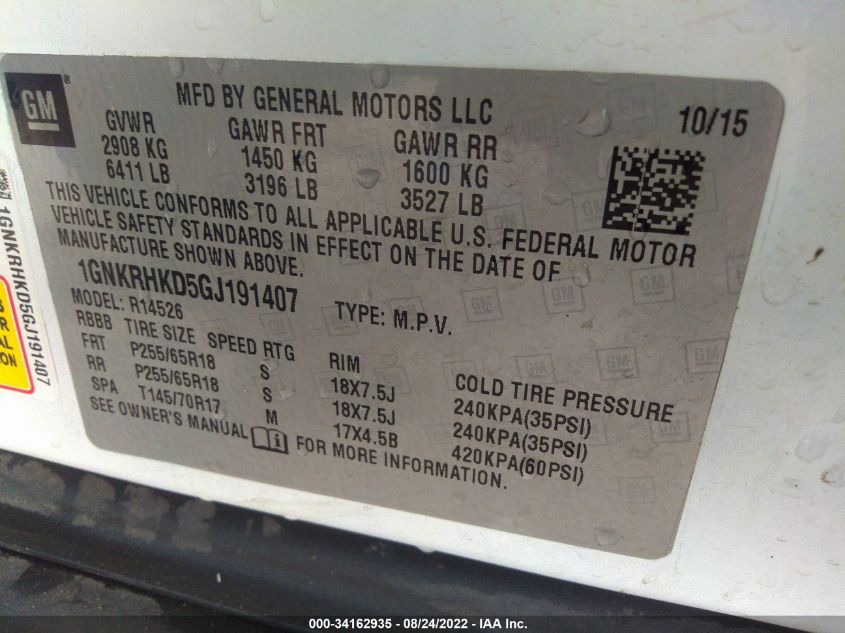 GM
MFD BY GENERAL MOTORS LLC
10/15
GVWR GAWR FRT GAWR RR
2908 KG 1450 KG 1600 KG
6411 LB 3196 LB 3527 LB
THIS VEHICLE CONFORMS TO ALL APPLICABLE U.S. FEDERAL MOTOR
VEHICLE SAFETY STANDARDS IN EFFECT ON THE DATE OF
MANUFACTURE SHOWN ABOVE.
1GNKRHKD5GJ191407 TYPE: M.P.V.
MODEL: R14526
RBBB TIRE SIZE SPEED RTG RIM COLD TIRE PRESSURE
FRT P255/65R18 S 18X7.5J 240KPA(35PSI)
RR P255/65R18 S 18X7.5J 240KPA(35PSI)
SPA T145/70R17 M 17X4.5B 420KPA(60PSI)
SEE OWNER'S MANUAL FOR MORE INFORMATION.
1GNKRHKD5GJ191407
000-34162935 - 08/24/2022 - IAA Inc.